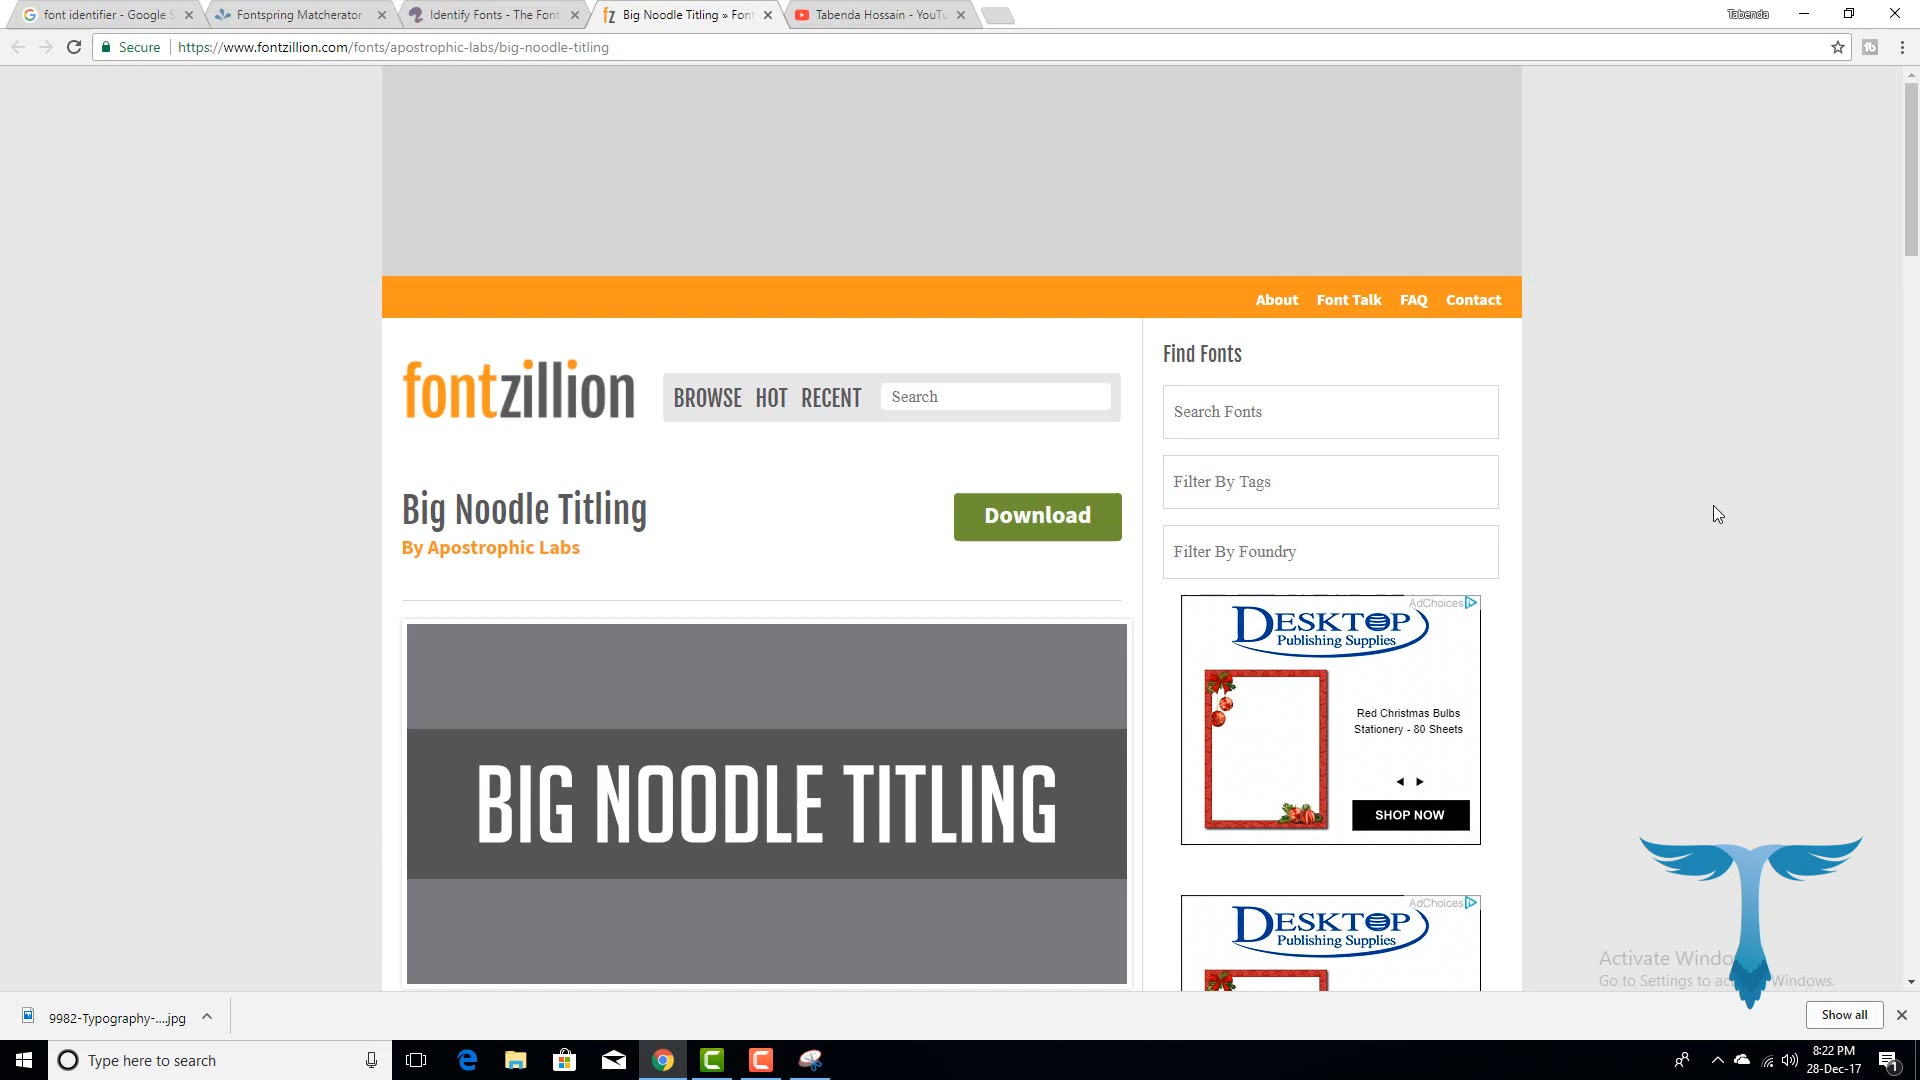 font identifier - Google S
Fontspring Matcherator
Identify Fonts - The Font
fz Big Noodle Titling » Fon
Tabenda Hossain - YouTu
Tabenda
Secure
https://www.fontzillion.com/fonts/apostrophic-labs/big-noodle-titling
About Font Talk FAQ Contact
fontzillion
BROWSE HOT RECENT Search
Find Fonts
Search Fonts
Filter By Tags
Filter By Foundry
Big Noodle Titling
By Apostrophic Labs
Download
BIG NOODLE TITLING
AdChoices
DESKTOP
Publishing Supplies
Red Christmas Bulbs
Stationery - 80 Sheets
SHOP NOW
AdChoices
DESKTOP
Publishing Supplies
Activate Windo
Go to Settings to ac Windows.
9982-Typography-....jpg
Show all
Type here to search
8:22 PM
28-Dec-17
1